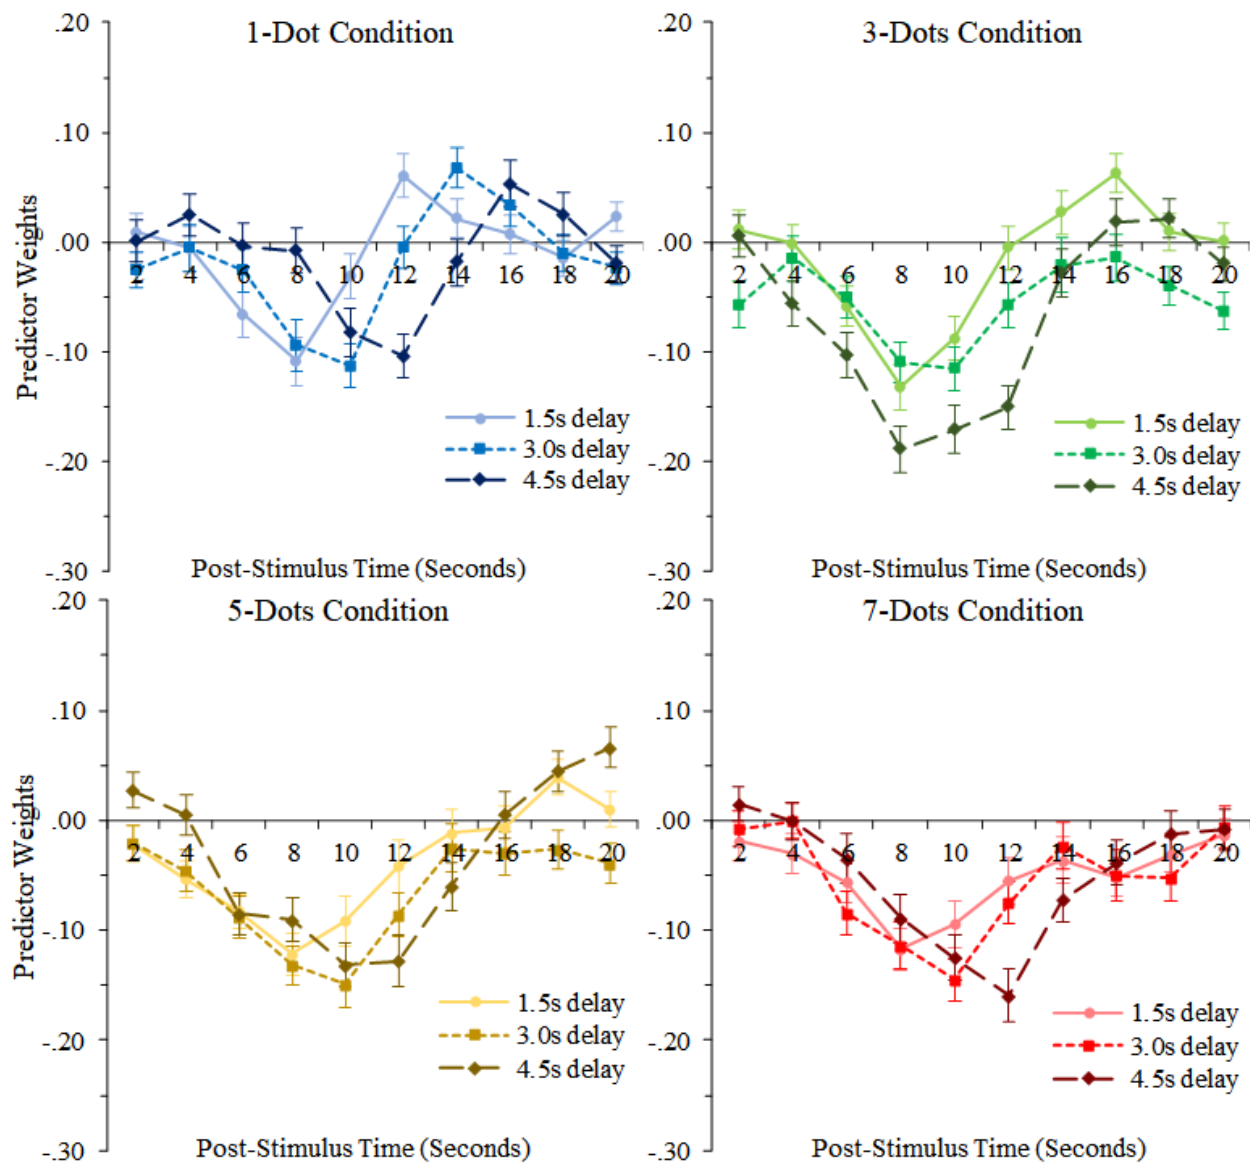 1-Dot Condition
.20
.10
.00
-.10
-.20
-.30
Predictor Weights
2 4 6 8 10 12 14 16 18 20
1.5s delay
3.0s delay
4.5s delay
Post-Stimulus Time (Seconds)
3-Dots Condition
.20
.10
.00
-.10
-.20
-.30
2 4 6 8 10 12 14 16 18 20
1.5s delay
3.0s delay
4.5s delay
Post-Stimulus Time (Seconds)
5-Dots Condition
.20
.10
.00
-.10
-.20
-.30
Predictor Weights
2 4 6 8 10 12 14 16 18 20
1.5s delay
3.0s delay
4.5s delay
Post-Stimulus Time (Seconds)
7-Dots Condition
.20
.10
.00
-.10
-.20
-.30
2 4 6 8 10 12 14 16 18 20
1.5s delay
3.0s delay
4.5s delay
Post-Stimulus Time (Seconds)